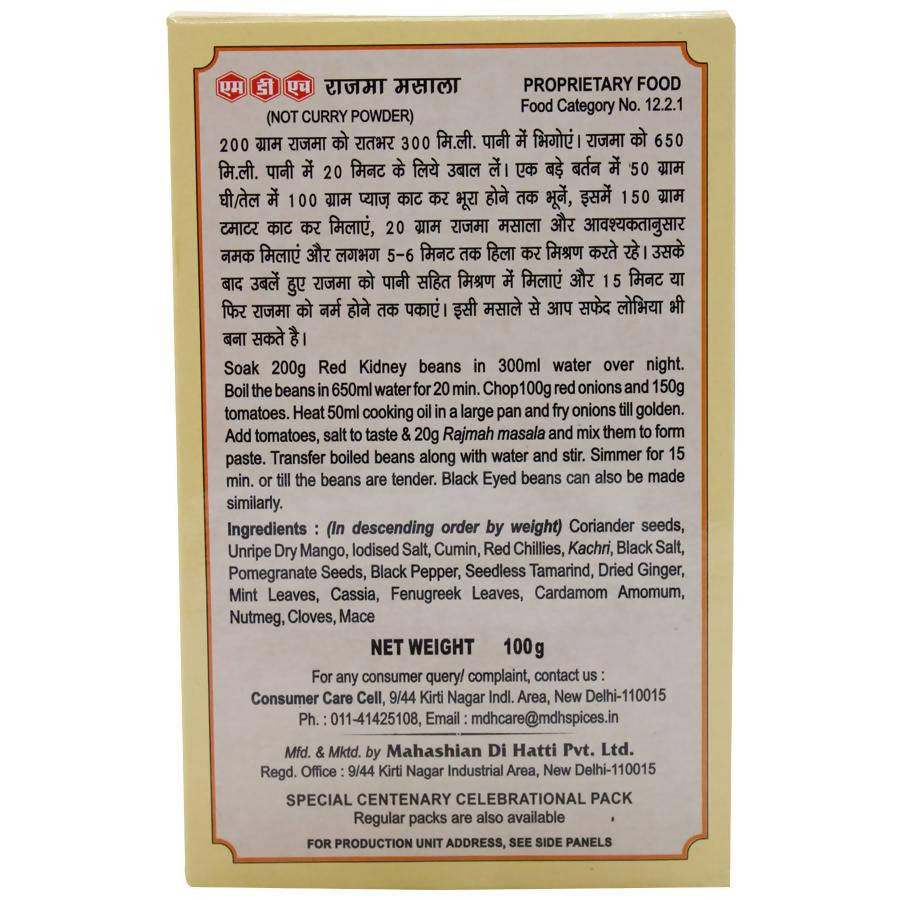 एम डी एच राजमा मसाला
(NOT CURRY POWDER)
PROPRIETARY FOOD
Food Category No. 12.2.1
200 ग्राम राजमा को रातभर 300 मि.ली. पानी में भिगोएं। राजमा को 650
मि.ली. पानी में 20 मिनट के लिये उबाल लें। एक बड़े बर्तन में 50 ग्राम
घी/तेल में 100 ग्राम प्याज़ काट कर भूरा होने तक भूनें, इसमें 150 ग्राम
टमाटर काट कर मिलाएं, 20 ग्राम राजमा मसाला और आवश्यकतानुसार
नमक मिलाएं और लगभग 5-6 मिनट तक हिला कर मिश्रण करते रहे। उसके
बाद उबलें हुए राजमा को पानी सहित मिश्रण में मिलाएं और 15 मिनट या
फिर राजमा को नर्म होने तक पकाएं। इसी मसाले से आप सफेद लोभिया भी
बना सकते है।
Soak 200g Red Kidney beans in 300ml water over night.
Boil the beans in 650ml water for 20 min. Chop100g red onions and 150g
tomatoes. Heat 50ml cooking oil in a large pan and fry onions till golden.
Add tomatoes, salt to taste & 20g Rajmah masala and mix them to form
paste. Transfer boiled beans along with water and stir. Simmer for 15
min. or till the beans are tender. Black Eyed beans can also be made
similarly.
Ingredients : (In descending order by weight) Coriander seeds,
Unripe Dry Mango, Iodised Salt, Cumin, Red Chillies, Kachri, Black Salt,
Pomegranate Seeds, Black Pepper, Seedless Tamarind, Dried Ginger,
Mint Leaves, Cassia, Fenugreek Leaves, Cardamom Amomum,
Nutmeg, Cloves, Mace
NET WEIGHT 100g
For any consumer query/ complaint, contact us :
Consumer Care Cell, 9/44 Kirti Nagar Indl. Area, New Delhi-110015
Ph. : 011-41425108, Email : mdhcare@mdhspices.in
Mfd. & Mktd. by Mahashian Di Hatti Pvt. Ltd.
Regd. Office : 9/44 Kirti Nagar Industrial Area, New Delhi-110015
SPECIAL CENTENARY CELEBRATIONAL PACK
Regular packs are also available
FOR PRODUCTION UNIT ADDRESS, SEE SIDE PANELS